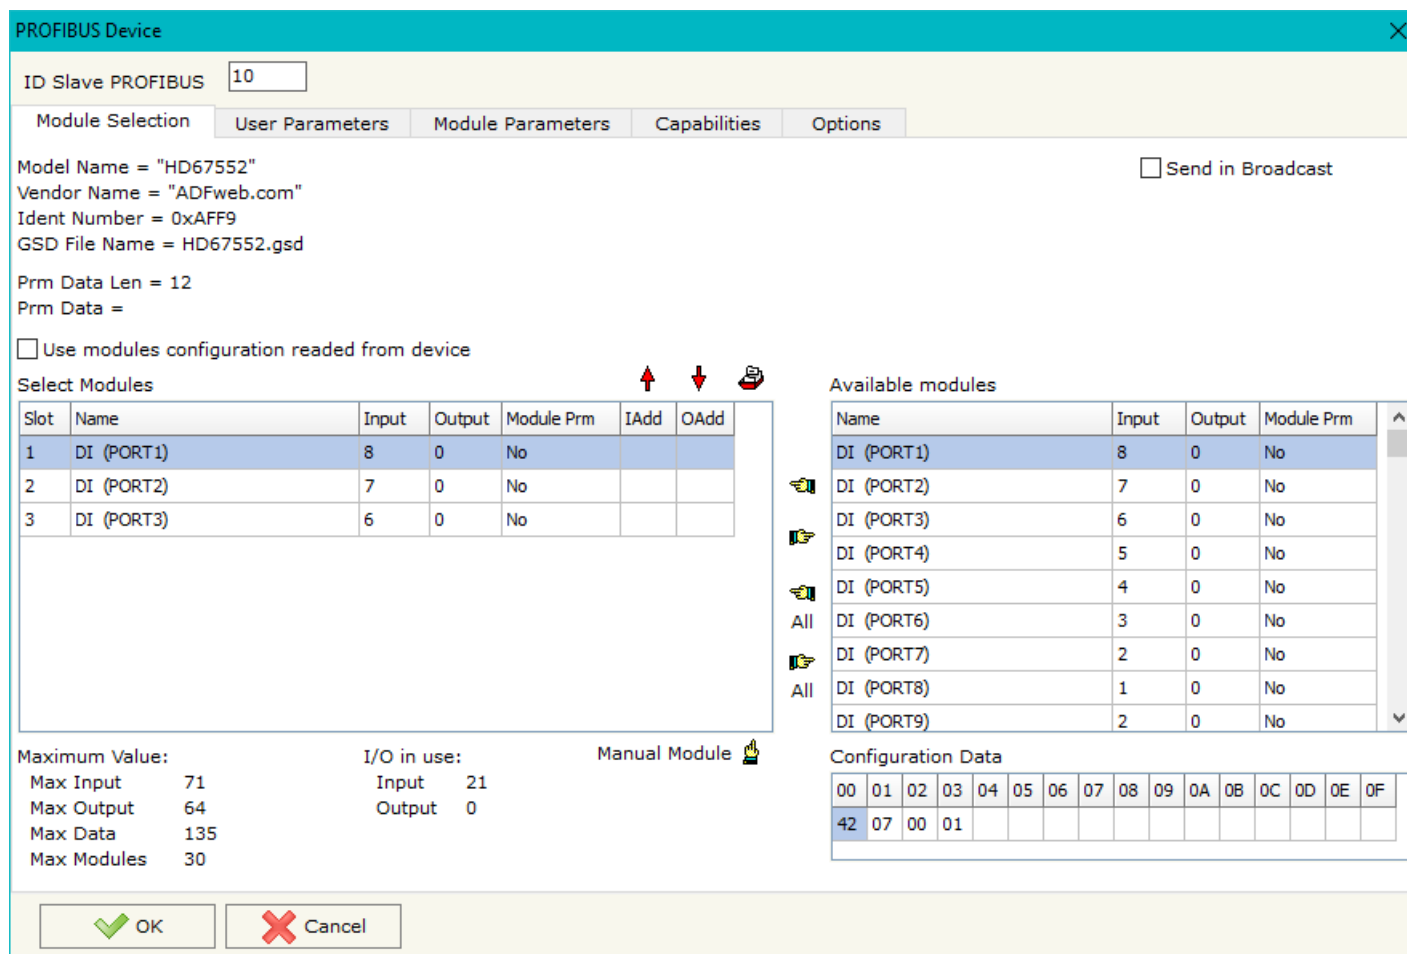 PROFIBUS Device
ID Slave PROFIBUS 10
Module Selection User Parameters Module Parameters Capabilities Options
Model Name = "HD67552"
Send in Broadcast
Vendor Name = "ADFweb.com"
Ident Number = 0xAFF9
GSD File Name = HD67552.gsd
Prm Data Len = 12
Prm Data =
Use modules configuration readed from device
Select Modules
Slot Name Input Output Module Prm IAdd OAdd
1 DI (PORT1) 8 0 No
2 DI (PORT2) 7 0 No
3 DI (PORT3) 6 0 No
All
All
Available modules
Name Input Output Module Prm
DI (PORT1) 8 0 No
DI (PORT2) 7 0 No
DI (PORT3) 6 0 No
DI (PORT4) 5 0 No
DI (PORT5) 4 0 No
DI (PORT6) 3 0 No
DI (PORT7) 2 0 No
DI (PORT8) 1 0 No
DI (PORT9) 2 0 No
Maximum Value:
Max Input 71
Max Output 64
Max Data 135
Max Modules 30
I/O in use:
Input 21
Output 0
Manual Module
Configuration Data
00 01 02 03 04 05 06 07 08 09 0A 0B 0C 0D 0E 0F
42 07 00 01
OK Cancel